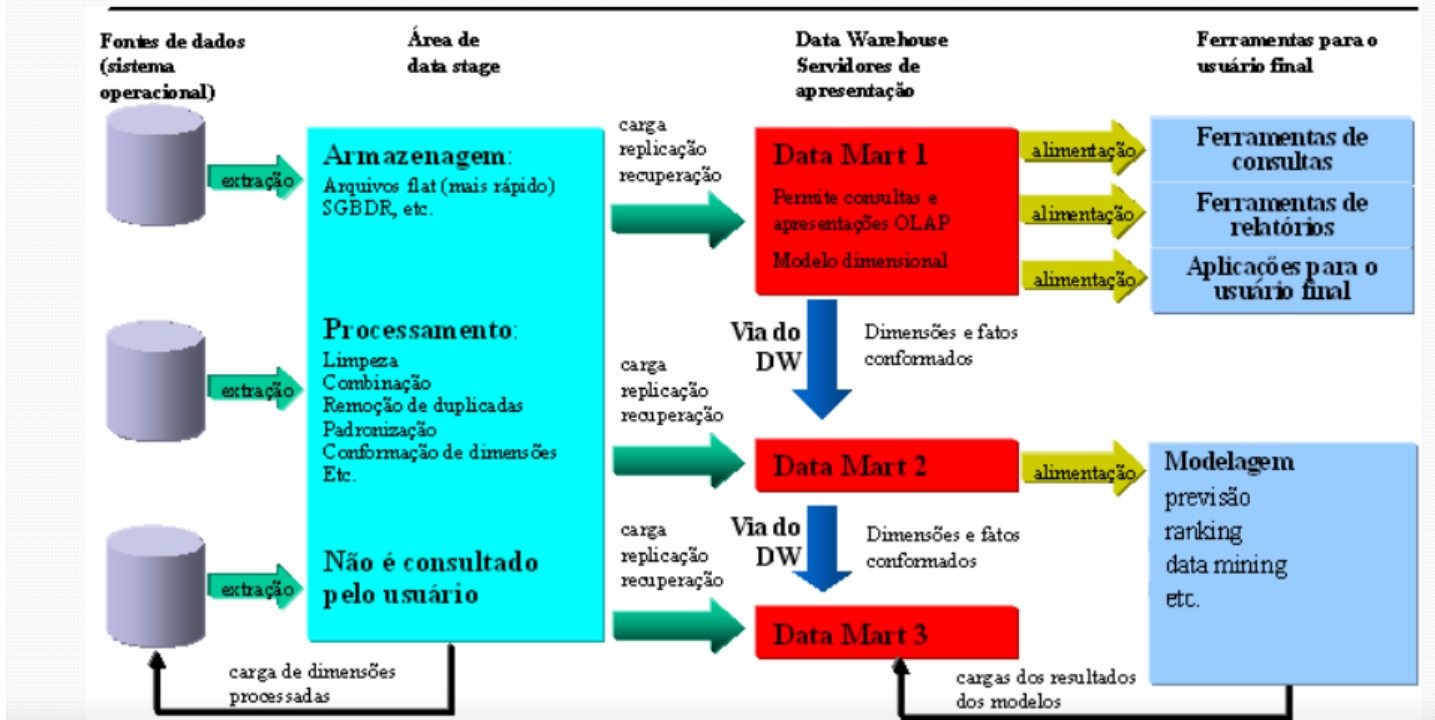 Fontes de dados
(sistema
operacional)
Área de
data stage
Data Warehouse
Servidores de
apresentação
Ferramentas para o
usuário final
extração
Armazenagem:
Arquivos flat (mais rápido)
SGBDR, etc.
carga
replicação
recuperação
Data Mart 1
Permite consultas e
apresentações OLAP
Modelo dimensional
alimentação
Ferramentas de
consultas
alimentação
Ferramentas de
relatórios
alimentação
Aplicações para o
usuário final
Via do
DW
Dimensões e fatos
conformados
extração
Processamento:
Limpeza
Combinação
Remoção de duplicadas
Padronização
Conformação de dimensões
Etc.
carga
replicação
recuperação
Data Mart 2
alimentação
Modelagem
previsão
ranking
data mining
etc.
Via do
DW
Dimensões e fatos
conformados
extração
Não é consultado
pelo usuário
carga
replicação
recuperação
Data Mart 3
carga de dimensões
processadas
cargas dos resultados
dos modelos